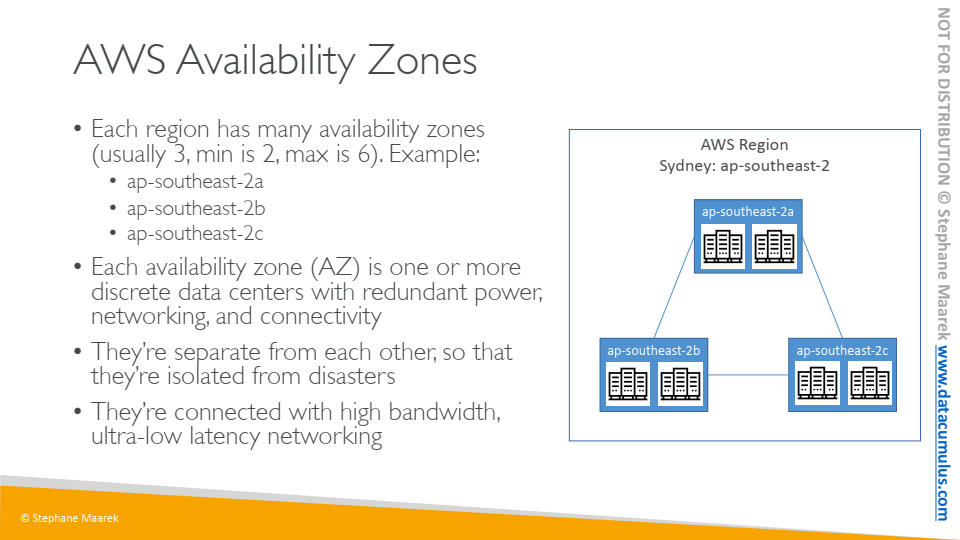 AWS Availability Zones
• Each region has many availability zones
(usually 3, min is 2, max is 6). Example:
• ap-southeast-2a
• ap-southeast-2b
• ap-southeast-2c
• Each availability zone (AZ) is one or more
discrete data centers with redundant power,
networking, and connectivity
• They’re separate from each other, so that
they’re isolated from disasters
• They’re connected with high bandwidth,
ultra-low latency networking
AWS Region
Sydney: ap-southeast-2
ap-southeast-2a
ap-southeast-2b
ap-southeast-2c
NOT FOR DISTRIBUTION © Stephane Maarek www.datacumulus.com
© Stephane Maarek